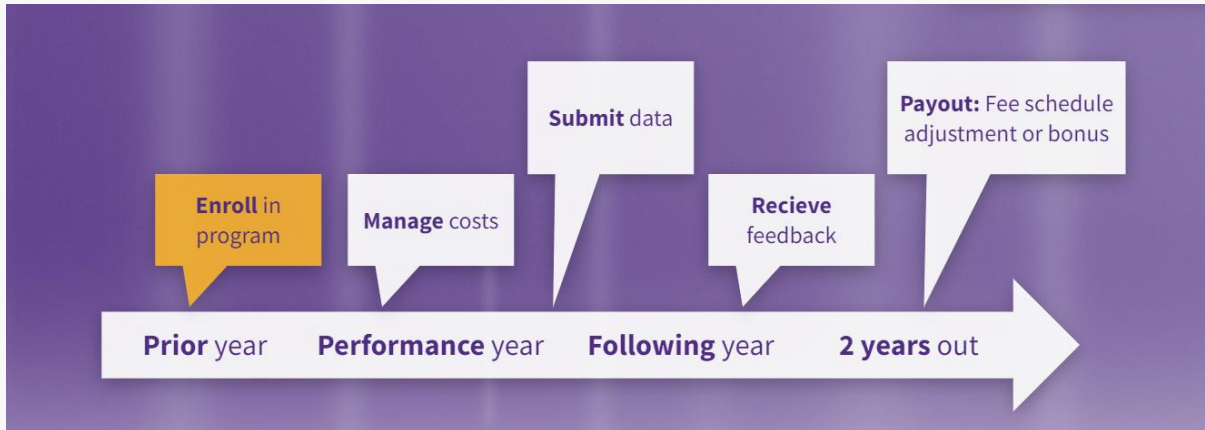 Submit data
Payout: Fee schedule
adjustment or bonus
Enroll in
program
Manage costs
Recieve
feedback
Prior year
Performance year
Following year
2 years out